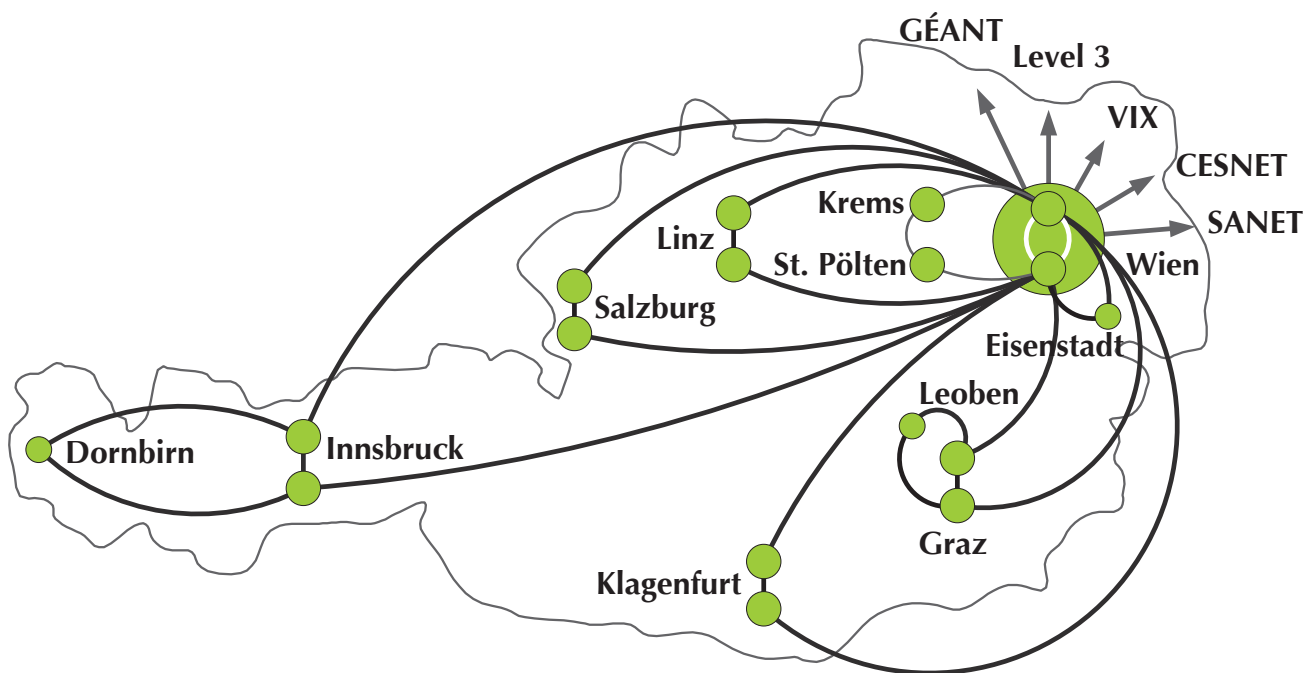 GÉANT
Level 3
VIX
CESNET
SANET
Krems
Linz
St. Pölten
Wien
Salzburg
Eisenstadt
Leoben
Dornbirn
Innsbruck
Graz
Klagenfurt